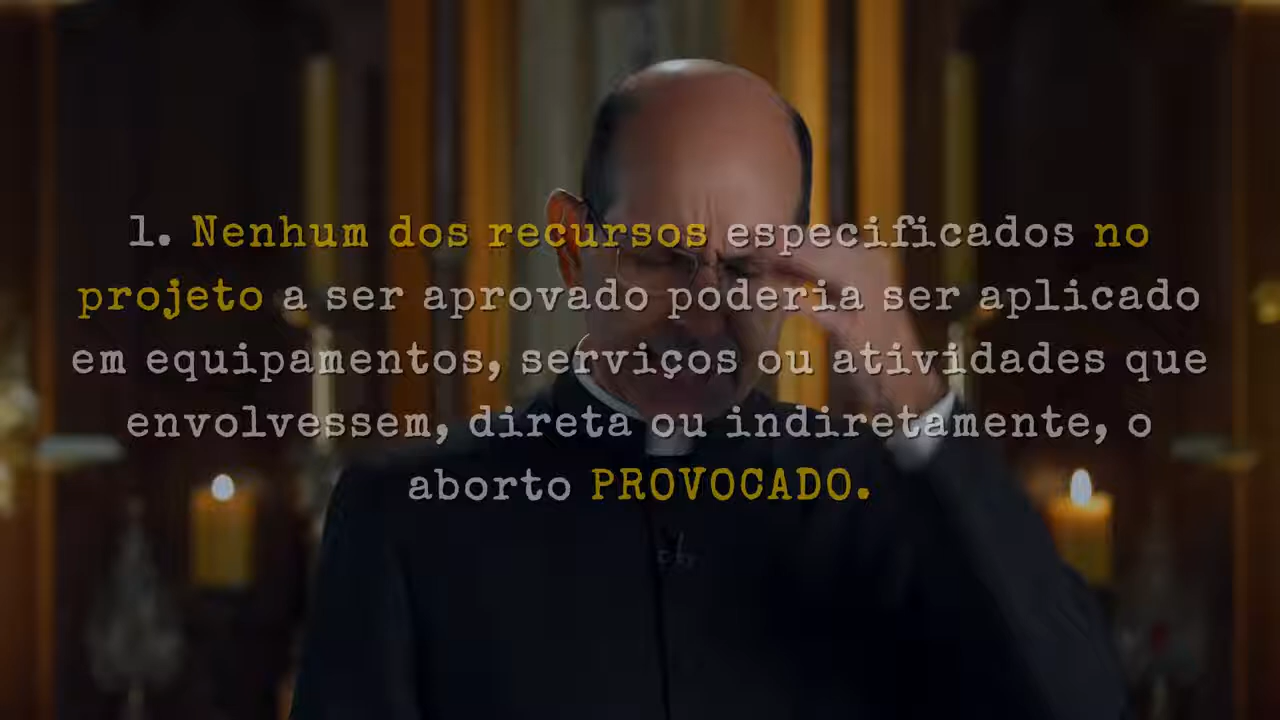 1. Nenhum dos recursos especificados no
projeto a ser aprovado poderia ser aplicado
em equipamentos, serviços ou atividades que
envolvessem, direta ou indiretamente, o
aborto PROVOCADO.